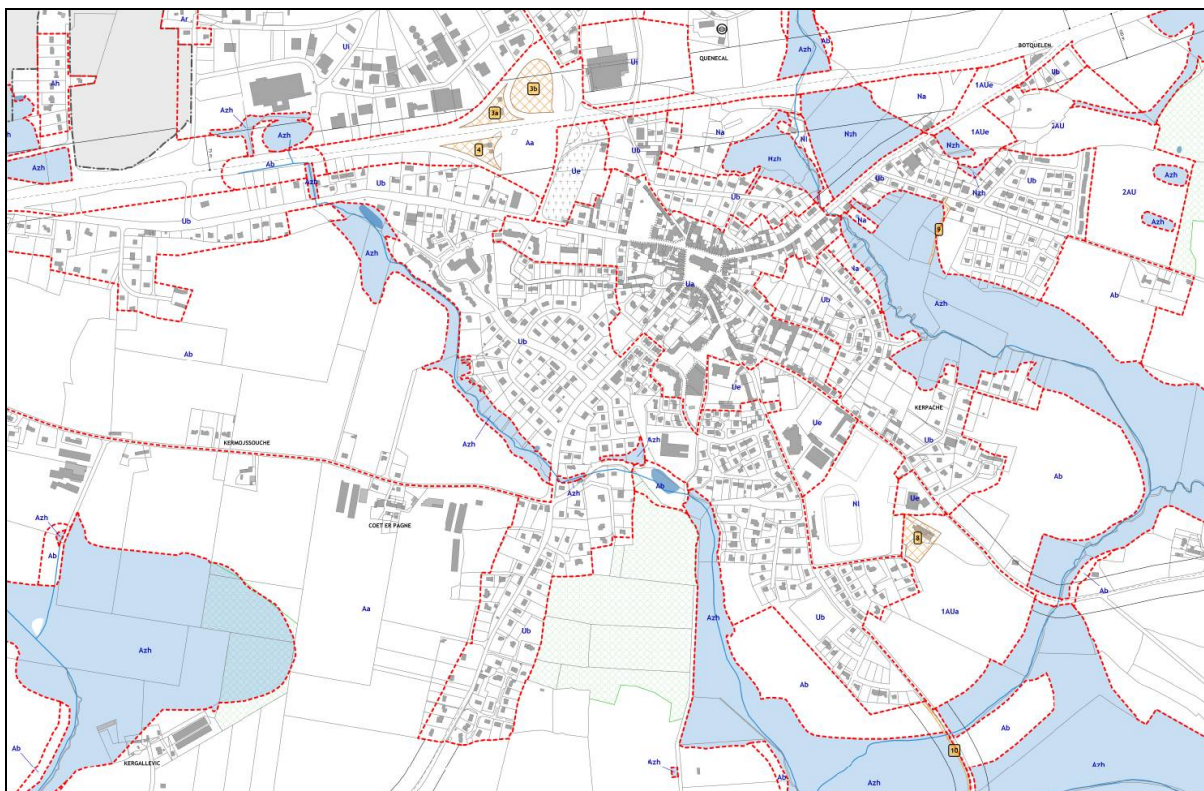 Ar
Ui
Azh
Ab
QUENECAL
BOTQUELEN
Ub
Ah
3b
Ui
Azh
3a
Na
1AUe
Azh
4
Aa
Na
Nl
Nzh
1AUe
2AU
Azh
Ab
Ub
Nzh
Nzh
Azh
Azh
Ub
Ue
Ub
Ub
Nzh
Ub
2AU
Ub
Na
9
Azh
Azh
Na
Azh
Ua
Ub
Ab
Ub
Ab
Ue
KERPACHE
Ue
Ub
KERMOISSOUCHE
Azh
Azh
Ab
Azh
Ab
Nl
Ue
COET ER PAGNE
Azh
8
Ab
Ab
Aa
1AUa
Azh
Ub
Azh
Ub
Ab
Ab
Ab
10
KERGALLEVIC
Azh
Ab
Azh